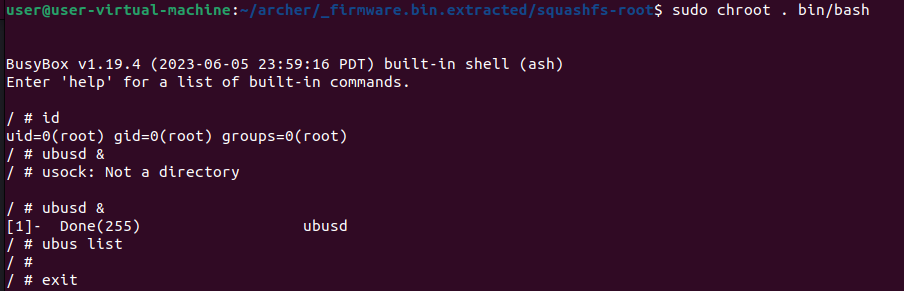 user@user-virtual-machine:~/archer/_firmware.bin.extracted/squashfs-root$ sudo chroot . bin/bash
BusyBox v1.19.4 (2023-06-05 23:59:16 PDT) built-in shell (ash)
Enter 'help' for a list of built-in commands.
/ # id
uid=0(root) gid=0(root) groups=0(root)
/ # ubusd &
/ # usock: Not a directory
/ # ubusd &
[1]-  Done(255)                  ubusd
/ # ubus list
/ #
/ # exit